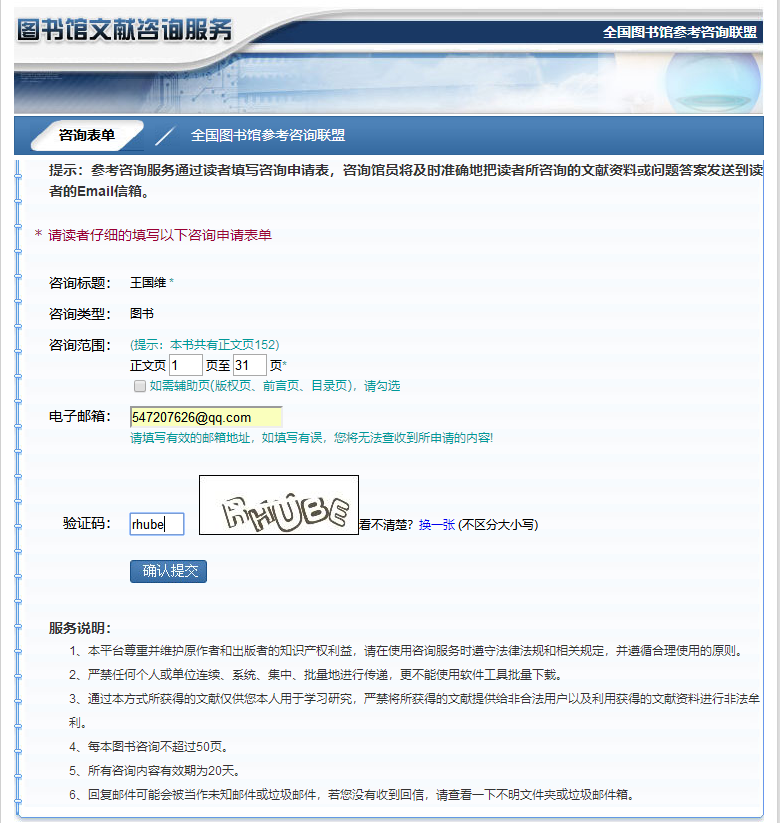 图书馆文献咨询服务
全国图书馆参考咨询联盟
咨询表单
全国图书馆参考咨询联盟
提示：参考咨询服务通过读者填写咨询申请表，咨询馆员将及时准确地把读者所咨询的文献资料或问题答案发送到读
者的Email信箱。
* 请读者仔细的填写以下咨询申请表单
咨询标题： 王国维 *
咨询类型： 图书
咨询范围： (提示：本书共有正文页152)
正文页 1 页至 31 页*
如需辅助页(版权页、前言页、目录页)，请勾选
电子邮箱： 547207626@qq.com
请填写有效的邮箱地址，如填写有误，您将无法查收到所申请的内容!
验证码： rhube RHUBE 看不清楚? 换一张 (不区分大小写)
确认提交
服务说明：
1、本平台尊重并维护原作者和出版者的知识产权利益，请在使用咨询服务时遵守法律法规和相关规定，并遵循合理使用的原则。
2、严禁任何个人或单位连续、系统、集中、批量地进行传递，更不能使用软件工具批量下载。
3、通过本方式所获得的文献仅供您本人用于学习研究，严禁将所获得的文献提供给非合法用户以及利用获得的文献资料进行非法牟
利。
4、每本图书咨询不超过50页。
5、所有咨询内容有效期为20天。
6、回复邮件可能会被当作未知邮件或垃圾邮件，若您没有收到回信，请查看一下不明文件夹或垃圾邮件箱。